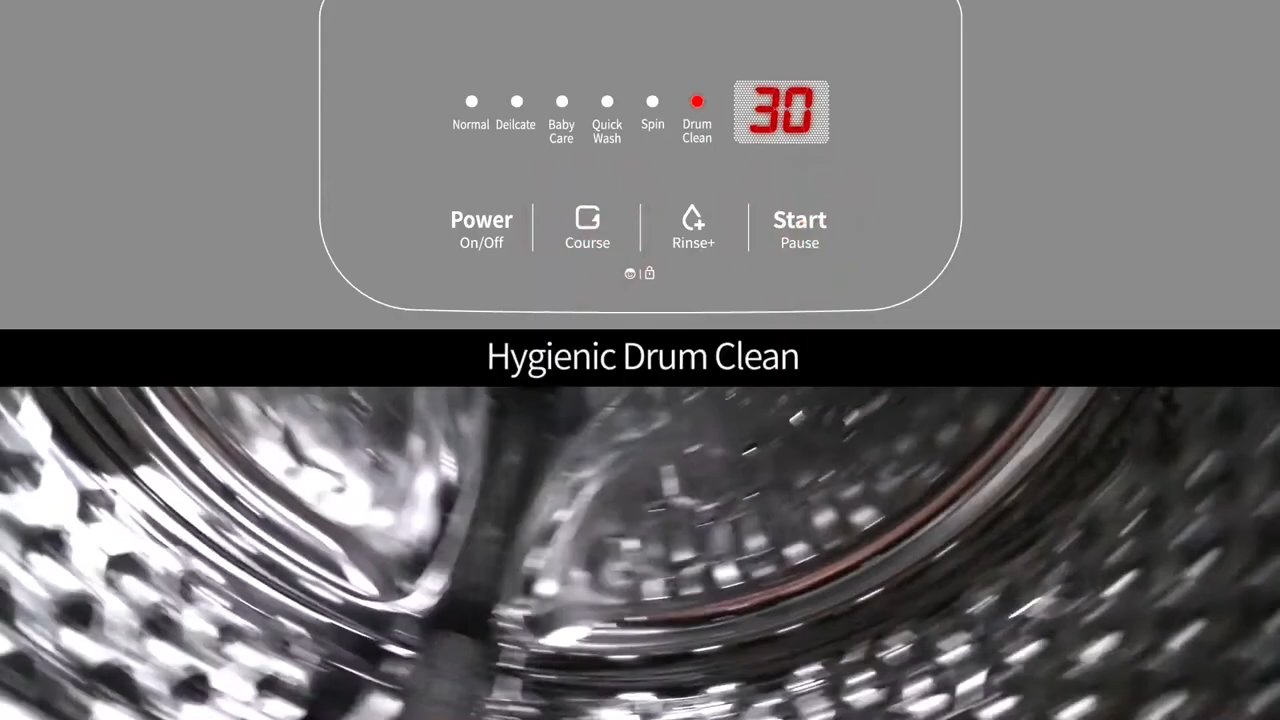 30
Normal Deilcate Baby Care Quick Wash Spin Drum Clean
Power Start
On/Off Course Rinse+ Pause
Hygienic Drum Clean